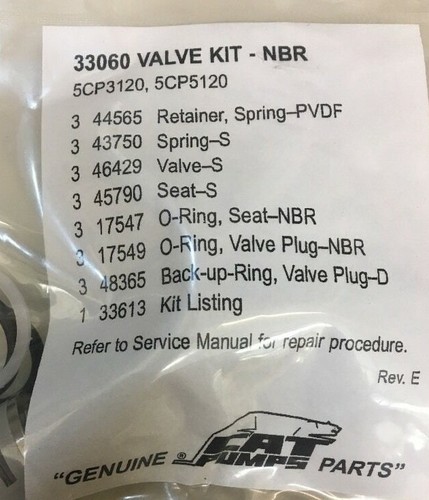 33060 VALVE KIT - NBR
5CP3120, 5CP5120
3 44565 Retainer, Spring–PVDF
3 43750 Spring–S
3 46429 Valve–S
3 45790 Seat–S
3 17547 O-Ring, Seat–NBR
3 17549 O-Ring, Valve Plug–NBR
3 48365 Back-up-Ring, Valve Plug–D
1 33613 Kit Listing
Refer to Service Manual for repair procedure.
Rev. E
"GENUINE ® CAT PUMPS PARTS"